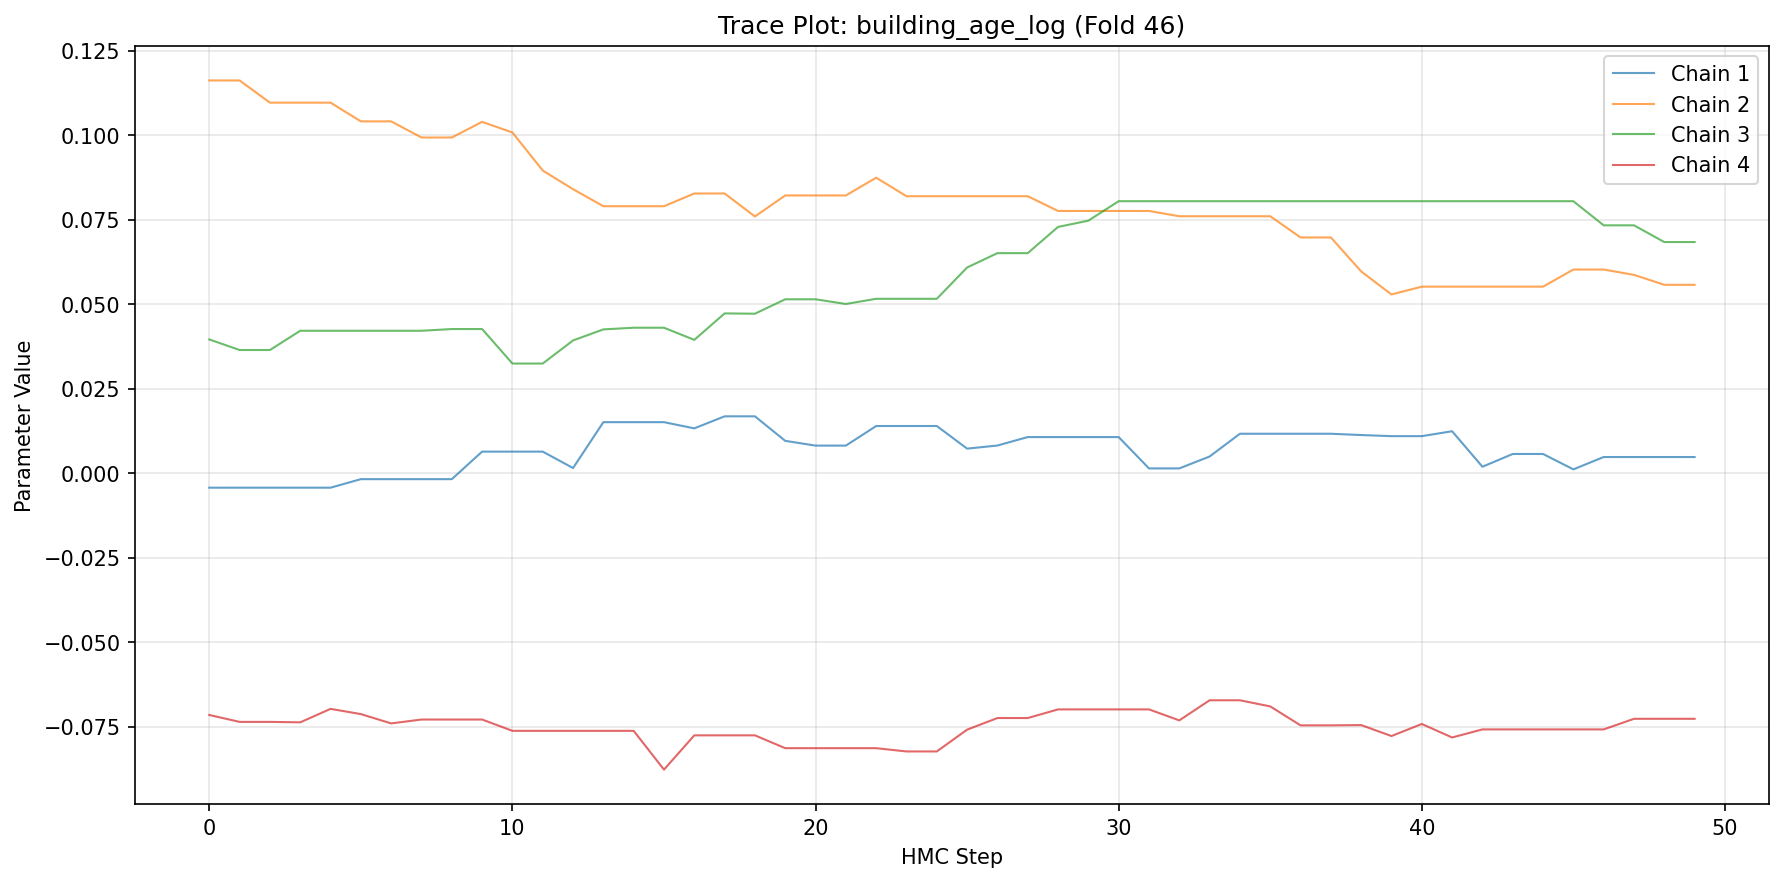 Trace Plot: building_age_log (Fold 46)
Chain 1
Chain 2
Chain 3
Chain 4
Parameter Value
0.125
0.100
0.075
0.050
0.025
0.000
−0.025
−0.050
−0.075
0 10 20 30 40 50
HMC Step